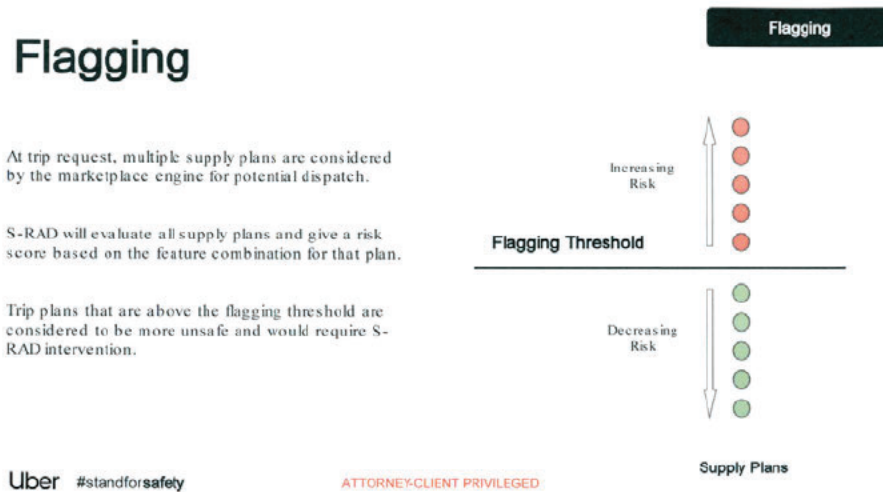 Flagging
Flagging
At trip request, multiple supply plans are considered
by the marketplace engine for potential dispatch.
S-RAD will evaluate all supply plans and give a risk
score based on the feature combination for that plan.
Trip plans that are above the flagging threshold are
considered to be more unsafe and would require S-
RAD intervention.
Increasing
Risk
Flagging Threshold
Decreasing
Risk
Supply Plans
Uber #standforsafety
ATTORNEY-CLIENT PRIVILEGED